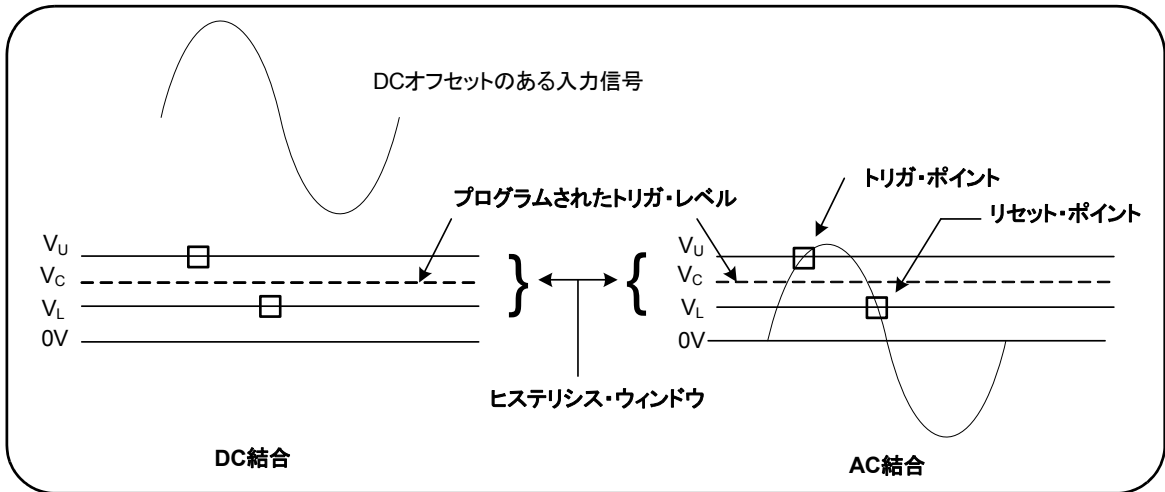 DCオフセットのある入力信号
トリガ・ポイント
プログラムされたトリガ・レベル
リセット・ポイント
VU
VC
VL
0V
VU
VC
VL
0V
ヒステリシス・ウィンドウ
DC結合
AC結合